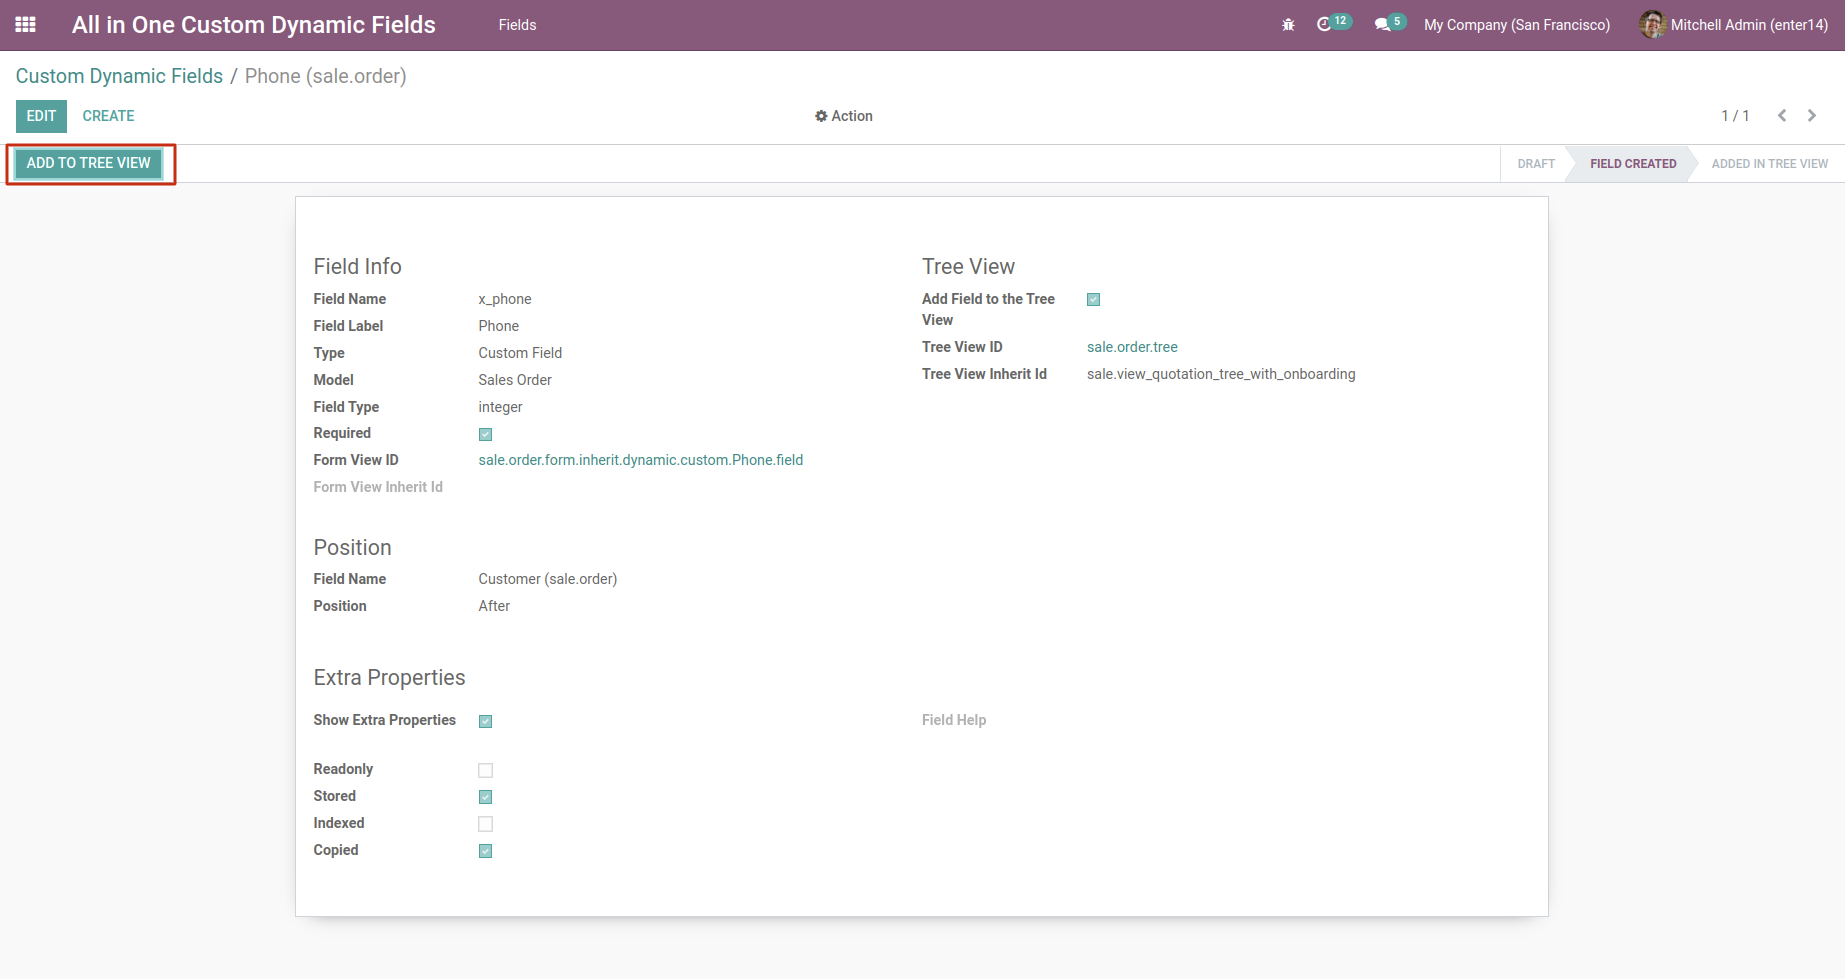 All in One Custom Dynamic Fields Fields 12 5 My Company (San Francisco) Mitchell Admin (enter14)
Custom Dynamic Fields / Phone (sale.order)
EDIT CREATE Action 1 / 1
ADD TO TREE VIEW DRAFT FIELD CREATED ADDED IN TREE VIEW
Field Info
Field Name x_phone
Field Label Phone
Type Custom Field
Model Sales Order
Field Type integer
Required
Form View ID sale.order.form.inherit.dynamic.custom.Phone.field
Form View Inherit Id
Tree View
Add Field to the Tree
View
Tree View ID sale.order.tree
Tree View Inherit Id sale.view_quotation_tree_with_onboarding
Position
Field Name Customer (sale.order)
Position After
Extra Properties
Show Extra Properties
Field Help
Readonly
Stored
Indexed
Copied